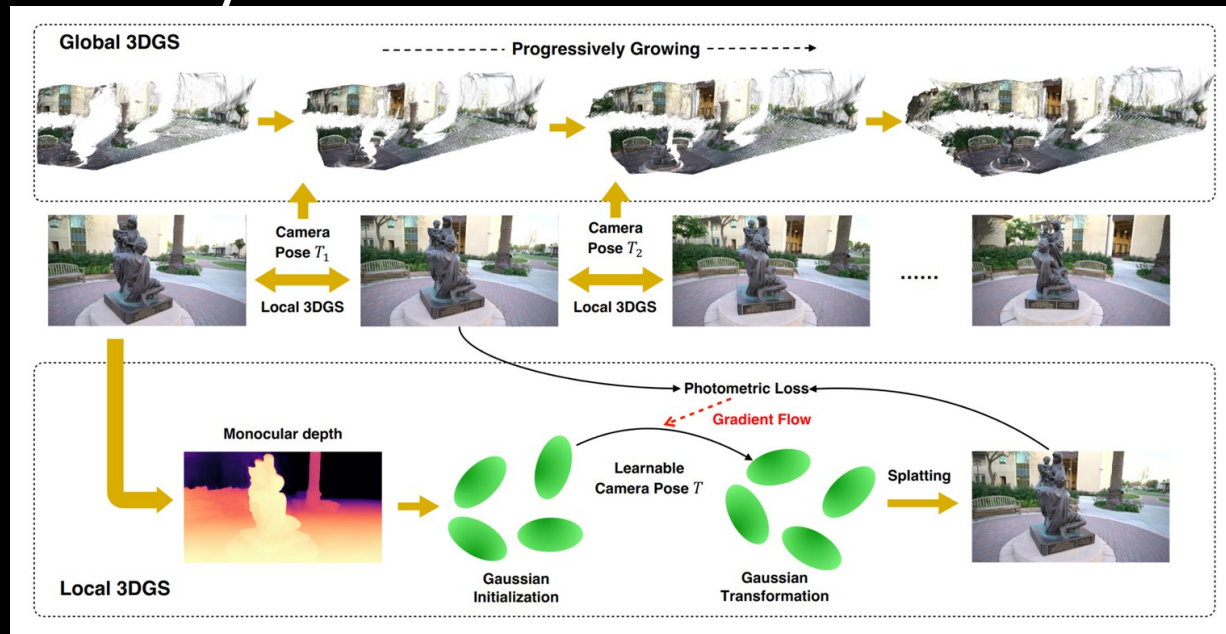 Global 3DGS
Progressively Growing
Camera
Pose T₁
Local 3DGS
Camera
Pose T₂
Local 3DGS
......
Photometric Loss
Gradient Flow
Monocular depth
Learnable
Camera Pose T
Splatting
Gaussian
Initialization
Gaussian
Transformation
Local 3DGS